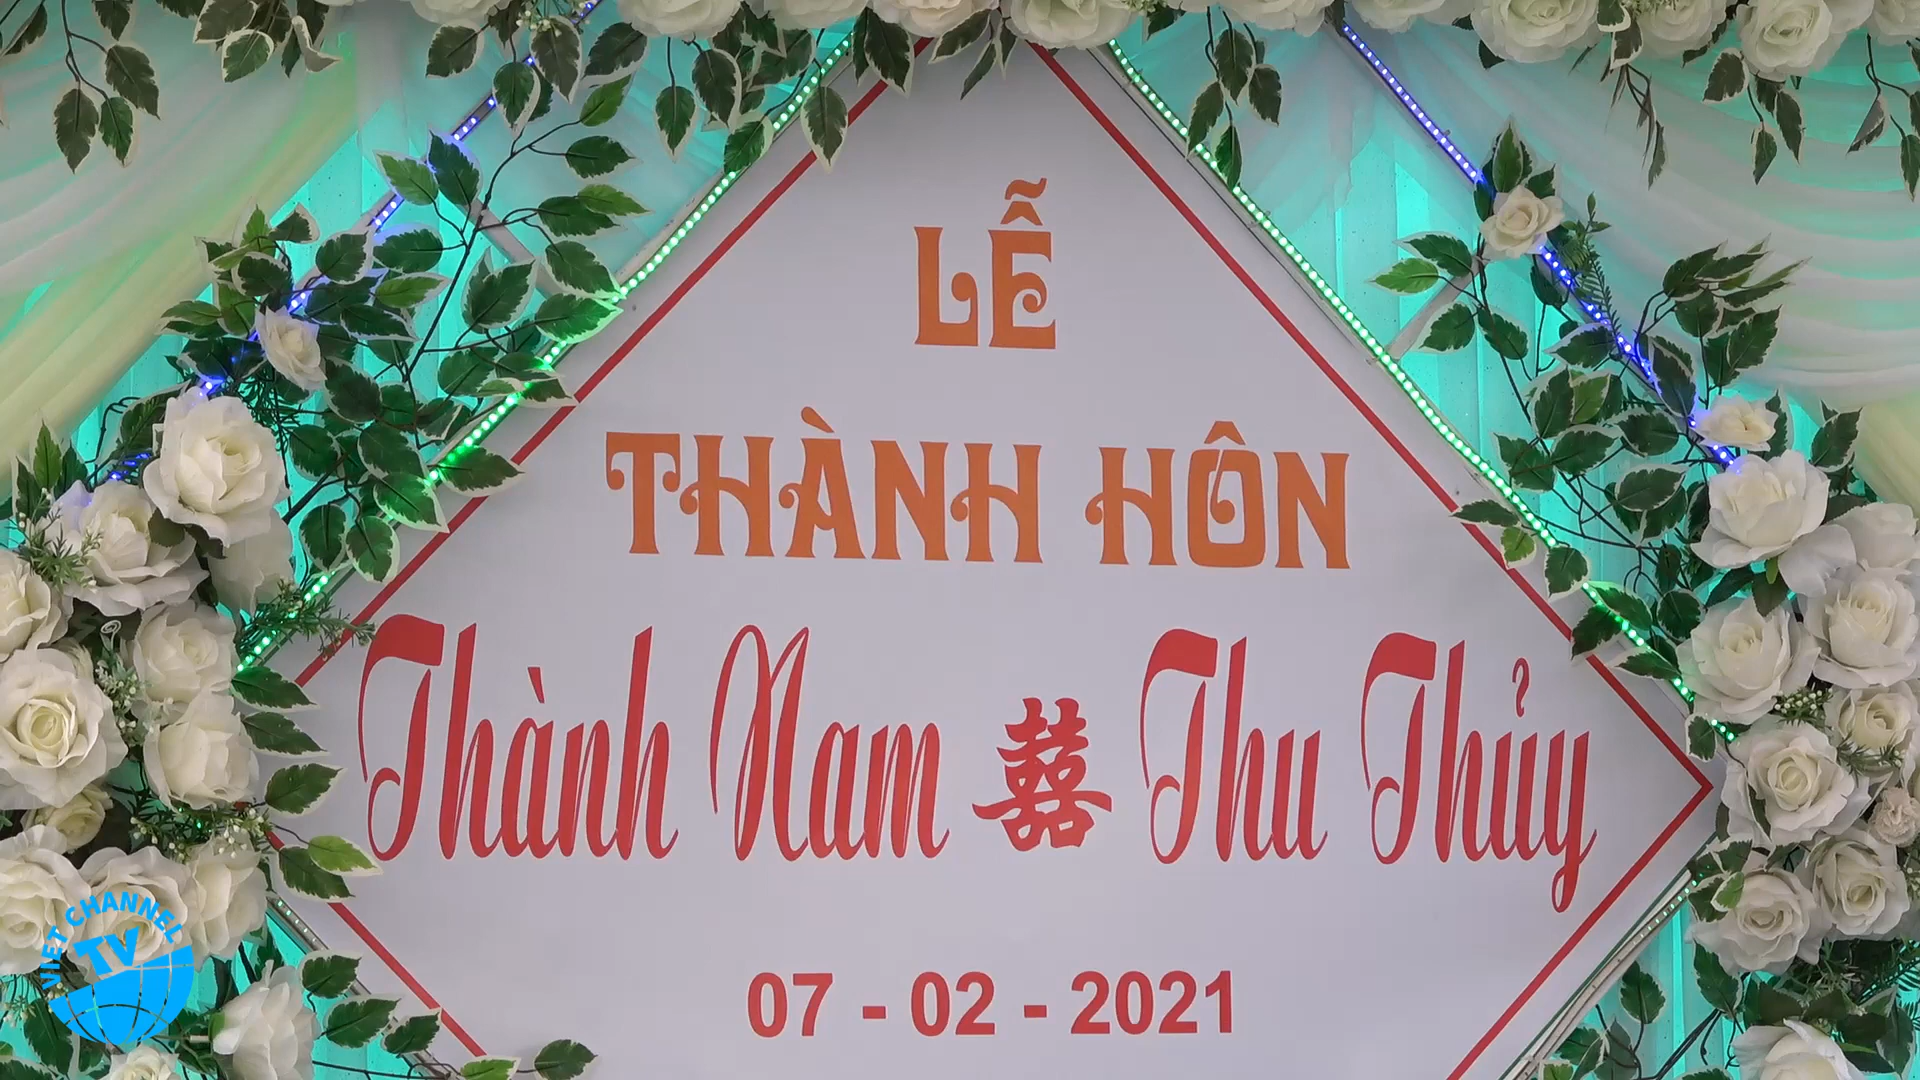 LỄ
THÀNH HÔN
Thành Nam 囍 Thu Thủy
07 - 02 - 2021
VIET CHANNEL
TV